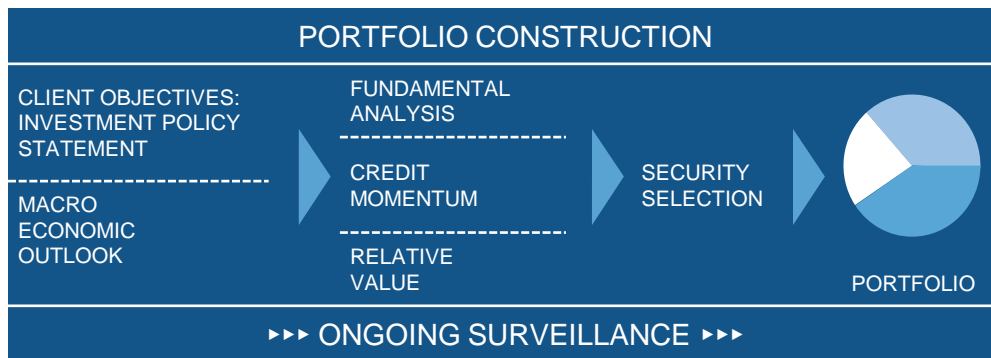 PORTFOLIO CONSTRUCTION
CLIENT OBJECTIVES:
INVESTMENT POLICY
STATEMENT
MACRO
ECONOMIC
OUTLOOK
FUNDAMENTAL
ANALYSIS
CREDIT
MOMENTUM
RELATIVE
VALUE
SECURITY
SELECTION
PORTFOLIO
ONGOING SURVEILLANCE